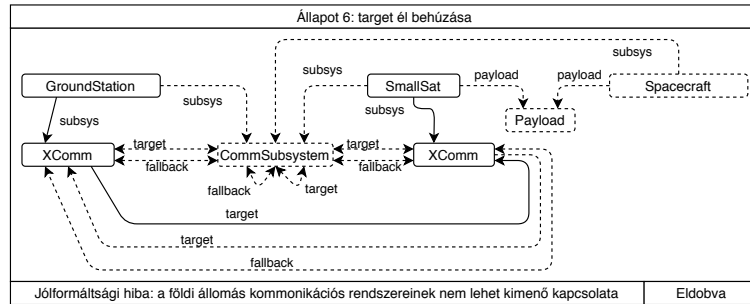 Állapot 6: target él behúzása
subsys
GroundStation
subsys
SmallSat
payload
payload
Spacecraft
subsys
subsys
subsys
Payload
XComm
target
CommSubsystem
target
XComm
fallback
fallback
fallback
target
target
target
fallback
Jólformáltsági hiba: a földi állomás kommonikációs rendszereinek nem lehet kimenő kapcsolata
Eldobva